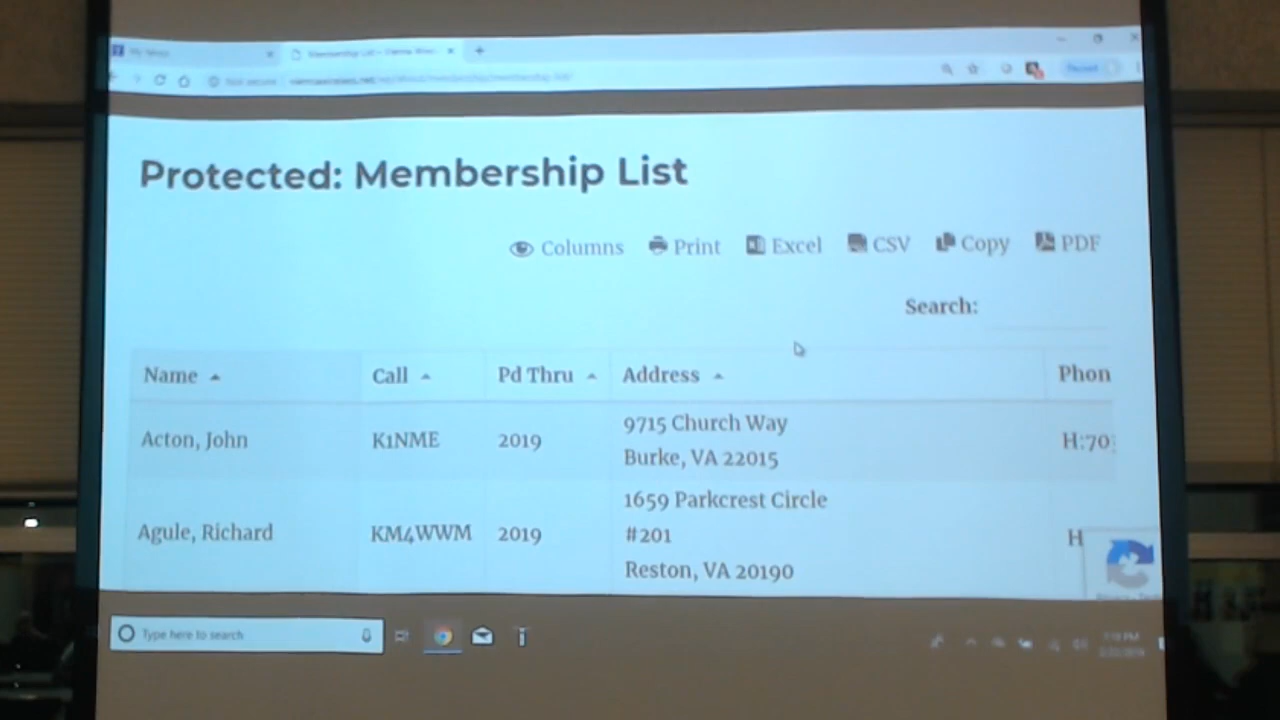 Protected: Membership List
Columns Print Excel CSV Copy PDF
Search:
Name Call Pd Thru Address Phon
Acton, John K1NME 2019 9715 Church Way
Burke, VA 22015 H:70
Agule, Richard KM4WWM 2019 1659 Parkcrest Circle
#201
Reston, VA 20190 H
Type here to search